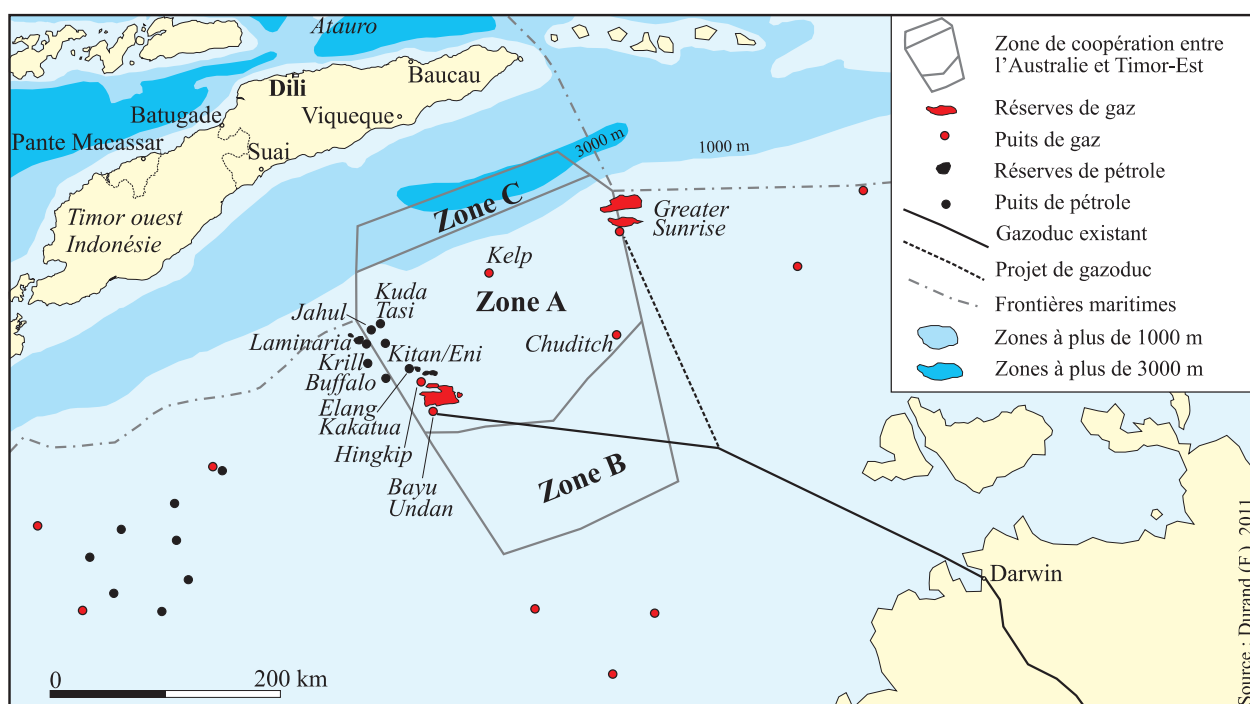 Atauro
Baucau
Dili
Batugade
Viqueque
Pante Macassar
Suai
Timor ouest
Indonésie
3000 m
1000 m
Zone C
Greater
Sunrise
Kelp
Zone A
Kuda
Tasi
Jahul
Laminaria
Chuditch
Krill
Kitan/Eni
Buffalo
Elang
Kakatua
Hingkip
Bayu
Undan
Zone B
Darwin
0 200 km
Zone de coopération entre
l'Australie et Timor-Est
Réserves de gaz
Puits de gaz
Réserves de pétrole
Puits de pétrole
Gazoduc existant
Projet de gazoduc
Frontières maritimes
Zones à plus de 1000 m
Zones à plus de 3000 m
Source : Durand (F.), 2011